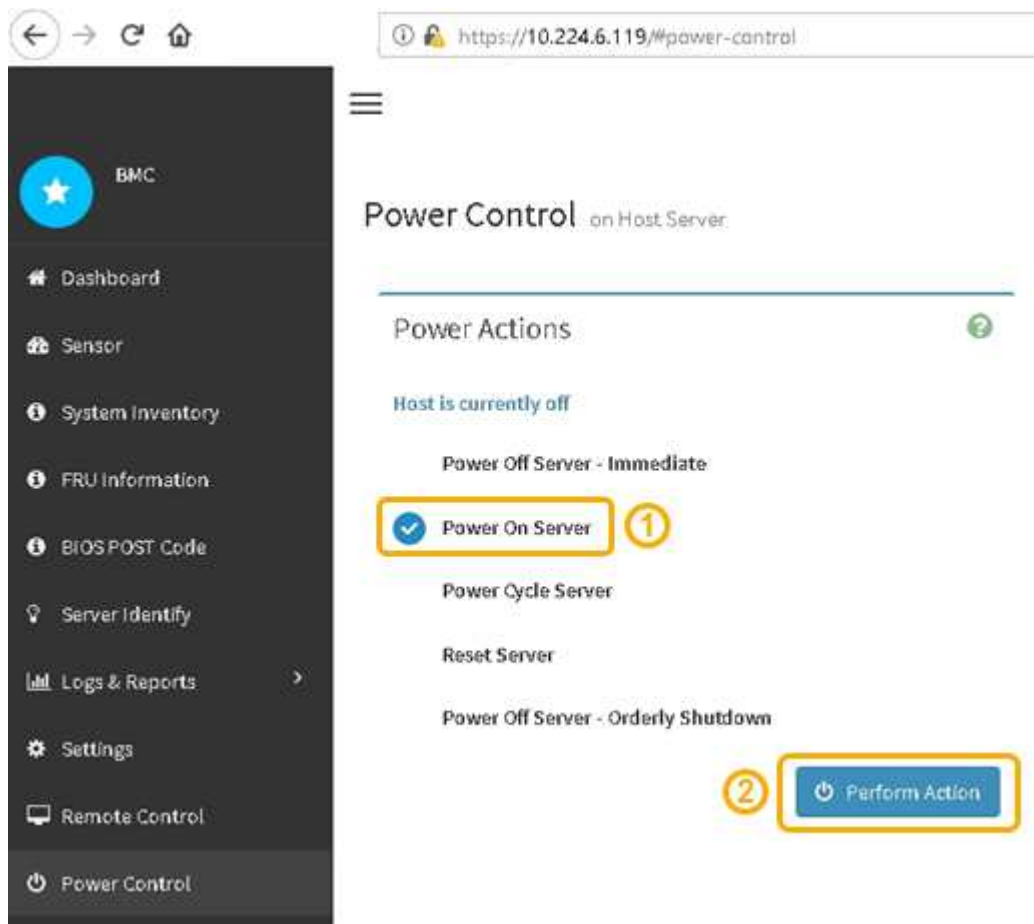 https://10.224.6.119/#power-control
BMC
Dashboard
Sensor
System Inventory
FRU Information
BIOS POST Code
Server Identify
Logs & Reports
Settings
Remote Control
Power Control
Power Control on Host Server
Power Actions
Host is currently off
Power Off Server - Immediate
Power On Server 1
Power Cycle Server
Reset Server
Power Off Server - Orderly Shutdown
2 Perform Action